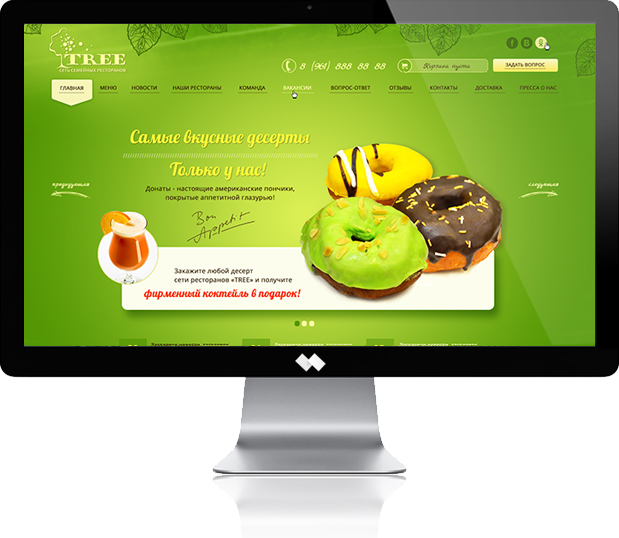 TREE
СЕТЬ СЕМЕЙНЫХ РЕСТОРАНОВ
8 (961) 888 88 88
Корзина пуста
ЗАДАТЬ ВОПРОС
ГЛАВНАЯ МЕНЮ НОВОСТИ НАШИ РЕСТОРАНЫ КОМАНДА ВАКАНСИИ ВОПРОС-ОТВЕТ ОТЗЫВЫ КОНТАКТЫ ДОСТАВКА ПРЕССА О НАС
Самые вкусные десерты
Только у нас!
предыдущая
следующая
Донаты - настоящие американские пончики,
покрытые аппетитной глазурью!
Bon
Appetit
Закажите любой десерт
сети ресторанов «TREE» и получите
фирменный коктейль в подарок!